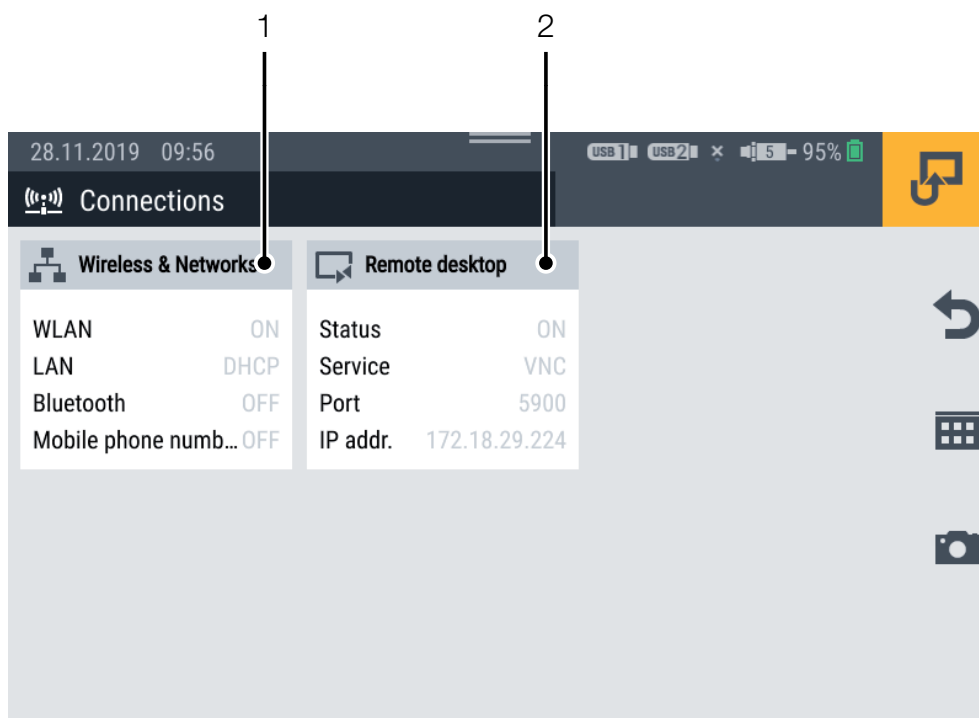 1 2
28.11.2019 09:56 USB 1 USB 2 5 95%
Connections
Wireless & Networks
WLAN ON
LAN DHCP
Bluetooth OFF
Mobile phone numb... OFF
Remote desktop
Status ON
Service VNC
Port 5900
IP addr. 172.18.29.224